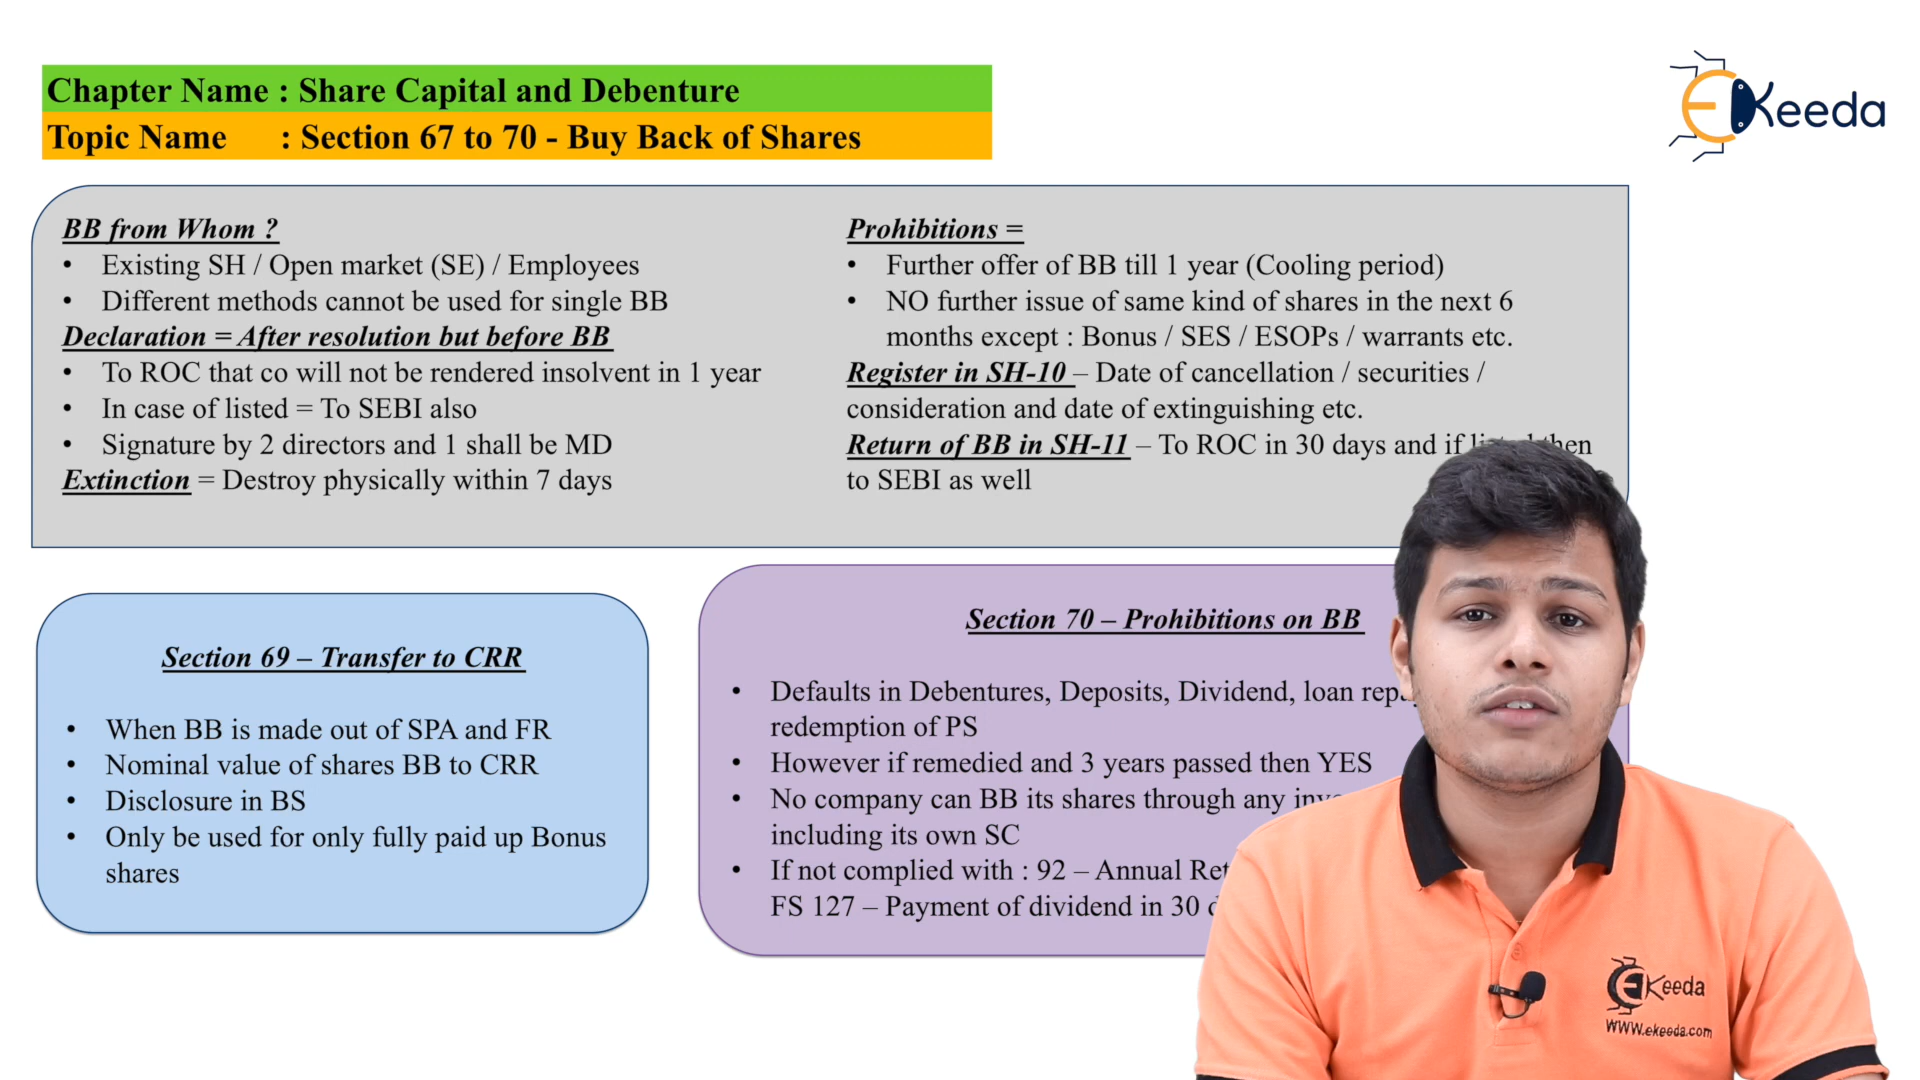 Chapter Name : Share Capital and Debenture
Topic Name : Section 67 to 70 - Buy Back of Shares
EKeeda
BB from Whom ?
• Existing SH / Open market (SE) / Employees
• Different methods cannot be used for single BB
Declaration = After resolution but before BB
• To ROC that co will not be rendered insolvent in 1 year
• In case of listed = To SEBI also
• Signature by 2 directors and 1 shall be MD
Extinction = Destroy physically within 7 days
Prohibitions =
• Further offer of BB till 1 year (Cooling period)
• NO further issue of same kind of shares in the next 6
months except : Bonus / SES / ESOPs / warrants etc.
Register in SH-10 – Date of cancellation / securities /
consideration and date of extinguishing etc.
Return of BB in SH-11 – To ROC in 30 days and if then
to SEBI as well
Section 69 – Transfer to CRR
• When BB is made out of SPA and FR
• Nominal value of shares BB to CRR
• Disclosure in BS
• Only be used for only fully paid up Bonus
shares
Section 70 – Prohibitions on BB
• Defaults in Debentures, Deposits, Dividend, loan
redemption of PS
• However if remedied and 3 years passed then YES
• No company can BB its shares through any
including its own SC
• If not complied with : 92 – Annual
FS 127 – Payment of dividend in 30
EKeeda
WWW.ekeeda.com